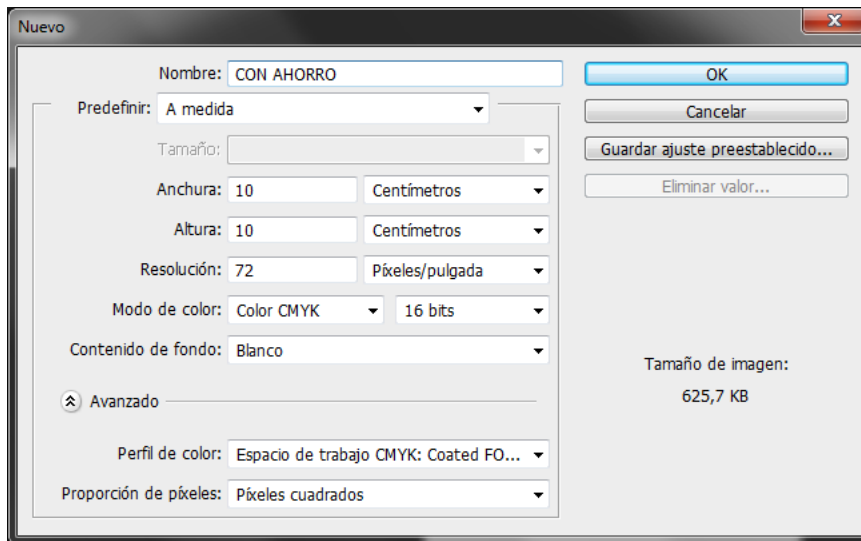 Nuevo
Nombre: CON AHORRO
OK
Predefinir: A medida
Cancelar
Tamaño:
Guardar ajuste preestablecido...
Anchura: 10 Centímetros
Eliminar valor...
Altura: 10 Centímetros
Resolución: 72 Píxeles/pulgada
Modo de color: Color CMYK 16 bits
Contenido de fondo: Blanco
Tamaño de imagen:
625,7 KB
Avanzado
Perfil de color: Espacio de trabajo CMYK: Coated FO...
Proporción de píxeles: Píxeles cuadrados